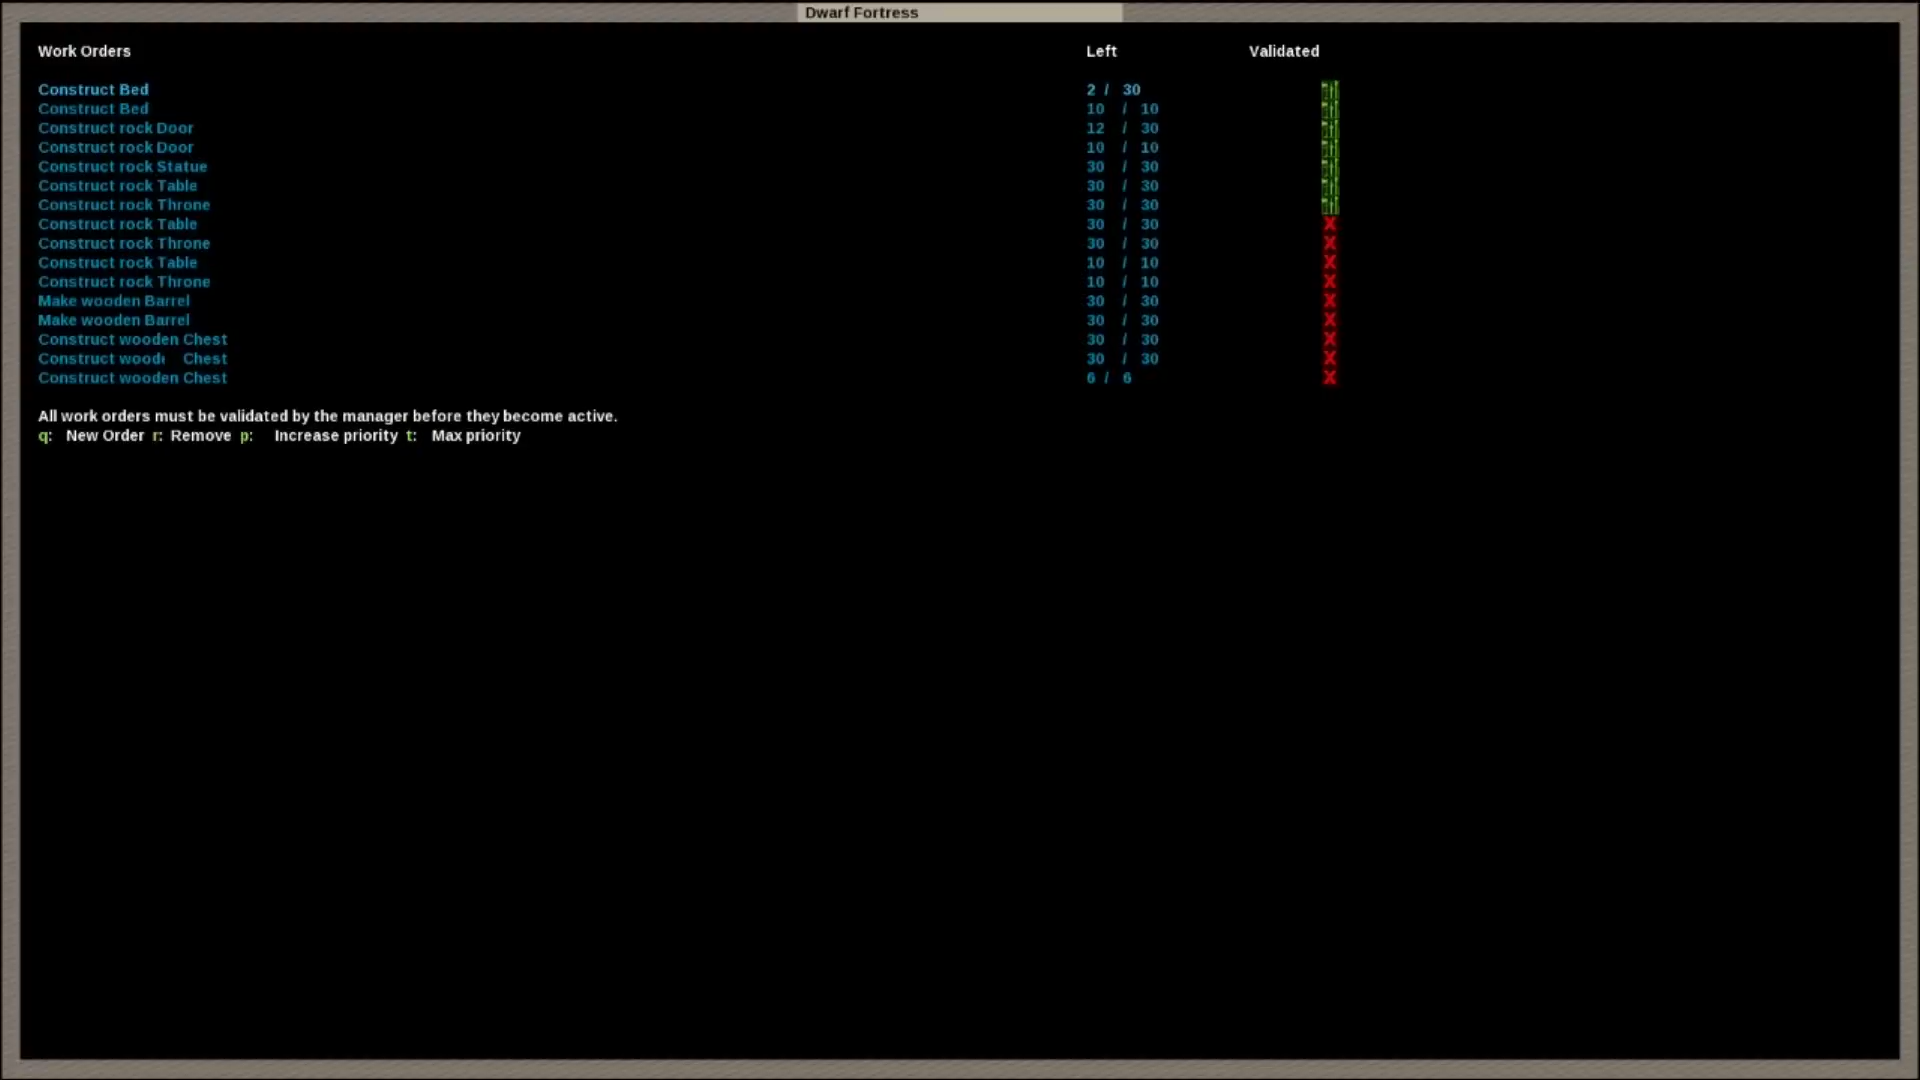 Dwarf Fortress
Work Orders Left Validated
Construct Bed 2 / 30
Construct Bed 10 / 10
Construct rock Door 12 / 30
Construct rock Door 10 / 10
Construct rock Statue 30 / 30
Construct rock Table 30 / 30
Construct rock Throne 30 / 30
Construct rock Table 30 / 30 X
Construct rock Throne 30 / 30 X
Construct rock Table 10 / 10 X
Construct rock Throne 10 / 10 X
Make wooden Barrel 30 / 30 X
Make wooden Barrel 30 / 30 X
Construct wooden Chest 30 / 30 X
Construct Chest 30 / 30 X
Construct wooden Chest 6 / 6 X
All work orders must be validated by the manager before they become active.
q: New Order r: Remove p: Increase priority t: Max priority